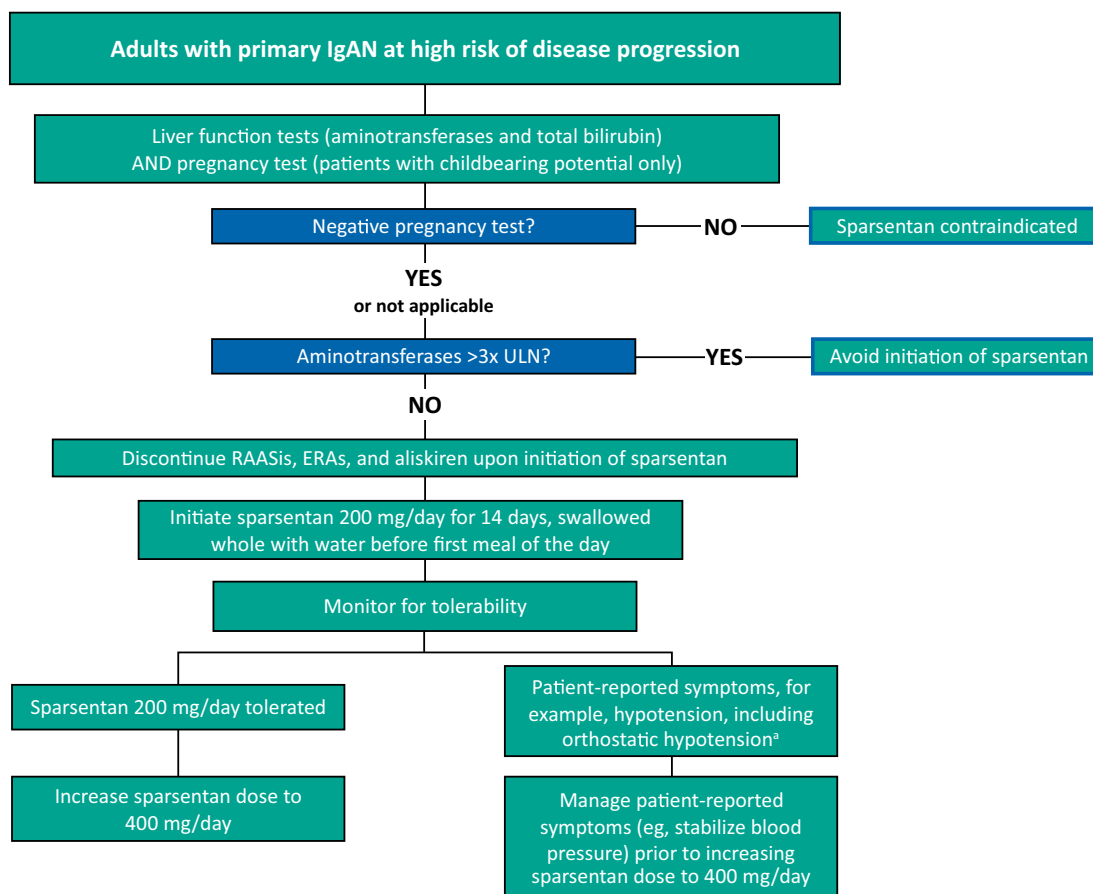 Adults with primary IgAN at high risk of disease progression
Liver function tests (aminotransferases and total bilirubin)
AND pregnancy test (patients with childbearing potential only)
Negative pregnancy test?
NO
Sparsentan contraindicated
YES
or not applicable
Aminotransferases >3x ULN?
YES
Avoid initiation of sparsentan
NO
Discontinue RAASis, ERAs, and aliskiren upon initiation of sparsentan
Initiate sparsentan 200 mg/day for 14 days, swallowed
whole with water before first meal of the day
Monitor for tolerability
Sparsentan 200 mg/day tolerated
Increase sparsentan dose to
400 mg/day
Patient-reported symptoms, for
example, hypotension, including
orthostatic hypotensionᵃ
Manage patient-reported
symptoms (eg, stabilize blood
pressure) prior to increasing
sparsentan dose to 400 mg/day